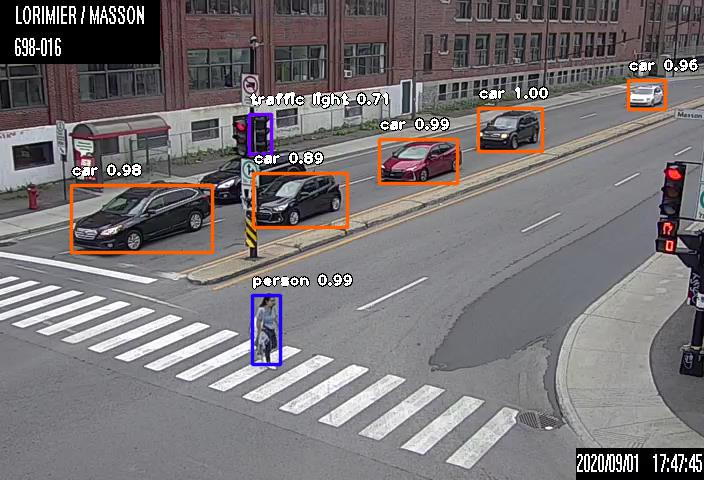 LORIMIER / MASSON
698-016
car 0.96
traffic light 0.71
car 1.00
car 0.99
car 0.89
car 0.98
Masson
person 0.99
2020/09/01 17:47:45